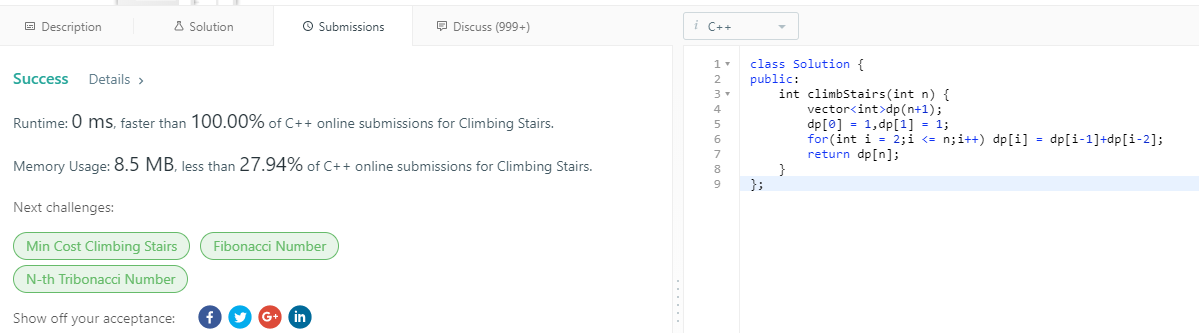 Description Solution Submissions Discuss (999+)
i C++
Success Details ›
Runtime: 0 ms, faster than 100.00% of C++ online submissions for Climbing Stairs.
Memory Usage: 8.5 MB, less than 27.94% of C++ online submissions for Climbing Stairs.
Next challenges:
Min Cost Climbing Stairs Fibonacci Number
N-th Tribonacci Number
Show off your acceptance: f G+ in
1 class Solution {
2 public:
3 int climbStairs(int n) {
4 vector<int>dp(n+1);
5 dp[0] = 1,dp[1] = 1;
6 for(int i = 2;i <= n;i++) dp[i] = dp[i-1]+dp[i-2];
7 return dp[n];
8 }
9 };